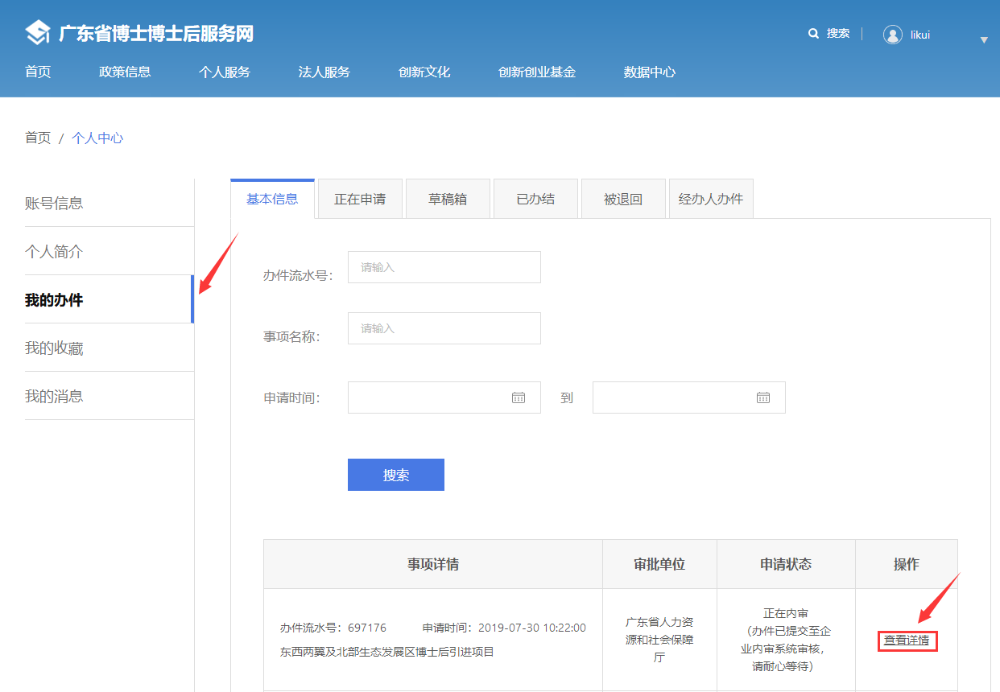 广东省博士博士后服务网
搜索
likui
首页 政策信息 个人服务 法人服务 创新文化 创新创业基金 数据中心
首页 / 个人中心
账号信息
个人简介
我的办件
我的收藏
我的消息
基本信息 正在申请 草稿箱 已办结 被退回 经办人办件
办件流水号： 请输入
事项名称： 请输入
申请时间： 到
搜索
事项详情 审批单位 申请状态 操作
办件流水号：697176 申请时间：2019-07-30 10:22:00
东西两翼及北部生态发展区博士后引进项目
广东省人力资
源和社会保障
厅
正在内审
（办件已提交至企
业内审系统审核，
请耐心等待）
查看详情